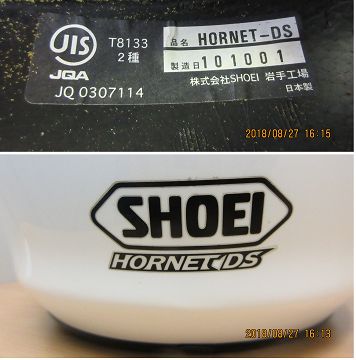 JIS
JQA
T8133
2種
JQ 0307114
品名 HORNET-DS
製造日 101001
株式会社SHOEI 岩手工場
日本製
2018/08/27 16:15
SHOEI
HORNET DS
2018/08/27 16:13